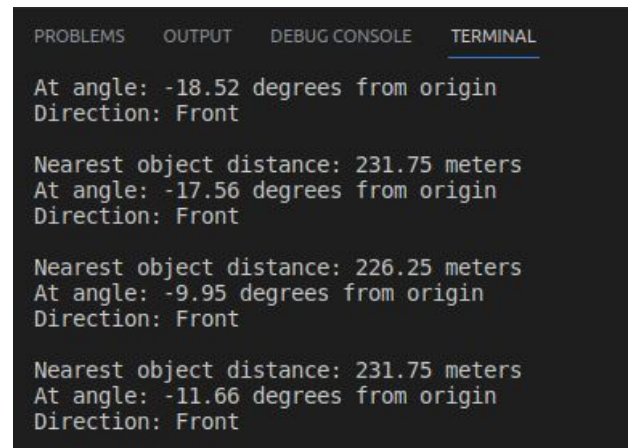 PROBLEMS OUTPUT DEBUG CONSOLE TERMINAL
At angle: -18.52 degrees from origin
Direction: Front
Nearest object distance: 231.75 meters
At angle: -17.56 degrees from origin
Direction: Front
Nearest object distance: 226.25 meters
At angle: -9.95 degrees from origin
Direction: Front
Nearest object distance: 231.75 meters
At angle: -11.66 degrees from origin
Direction: Front